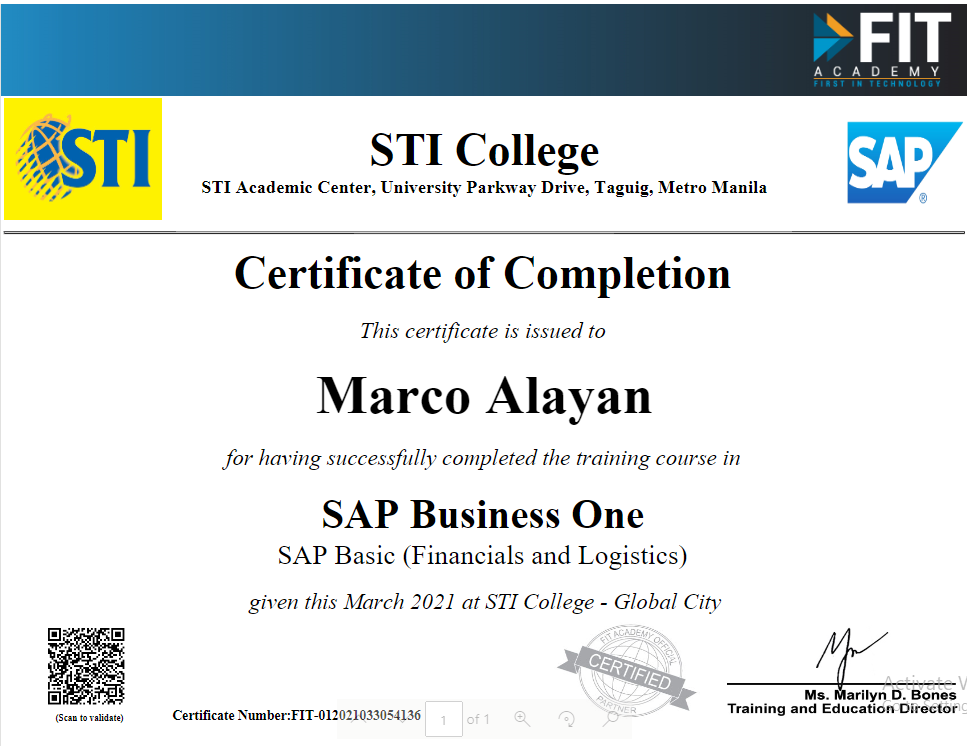 FIT
ACADEMY
FIRST IN TECHNOLOGY
STI
STI College
STI Academic Center, University Parkway Drive, Taguig, Metro Manila
SAP
®
Certificate of Completion
This certificate is issued to
Marco Alayan
for having successfully completed the training course in
SAP Business One
SAP Basic (Financials and Logistics)
given this March 2021 at STI College - Global City
FIT ACADEMY OFFICIAL
CERTIFIED
PARTNER
Activate
Ms. Marilyn D. Bones
Training and Education Director
(Scan to validate)
Certificate Number:FIT-012021033054136
1 of 1